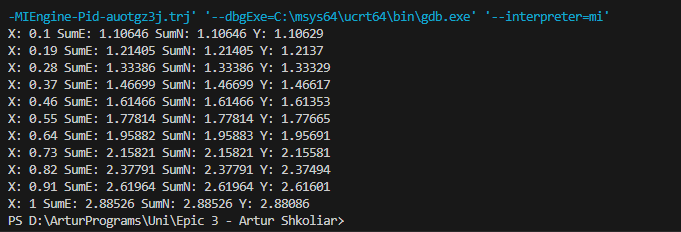 -MIEngine-Pid-auotgz3j.trj' '--dbgExe=C:\msys64\ucrt64\bin\gdb.exe' '--interpreter=mi'
X: 0.1 SumE: 1.10646 SumN: 1.10646 Y: 1.10629
X: 0.19 SumE: 1.21405 SumN: 1.21405 Y: 1.2137
X: 0.28 SumE: 1.33386 SumN: 1.33386 Y: 1.33329
X: 0.37 SumE: 1.46699 SumN: 1.46699 Y: 1.46617
X: 0.46 SumE: 1.61466 SumN: 1.61466 Y: 1.61353
X: 0.55 SumE: 1.77814 SumN: 1.77814 Y: 1.77665
X: 0.64 SumE: 1.95882 SumN: 1.95883 Y: 1.95691
X: 0.73 SumE: 2.15821 SumN: 2.15821 Y: 2.15581
X: 0.82 SumE: 2.37791 SumN: 2.37791 Y: 2.37494
X: 0.91 SumE: 2.61964 SumN: 2.61964 Y: 2.61601
X: 1 SumE: 2.88526 SumN: 2.88526 Y: 2.88086
PS D:\ArturPrograms\Uni\Epic 3 - Artur Shkoliar>